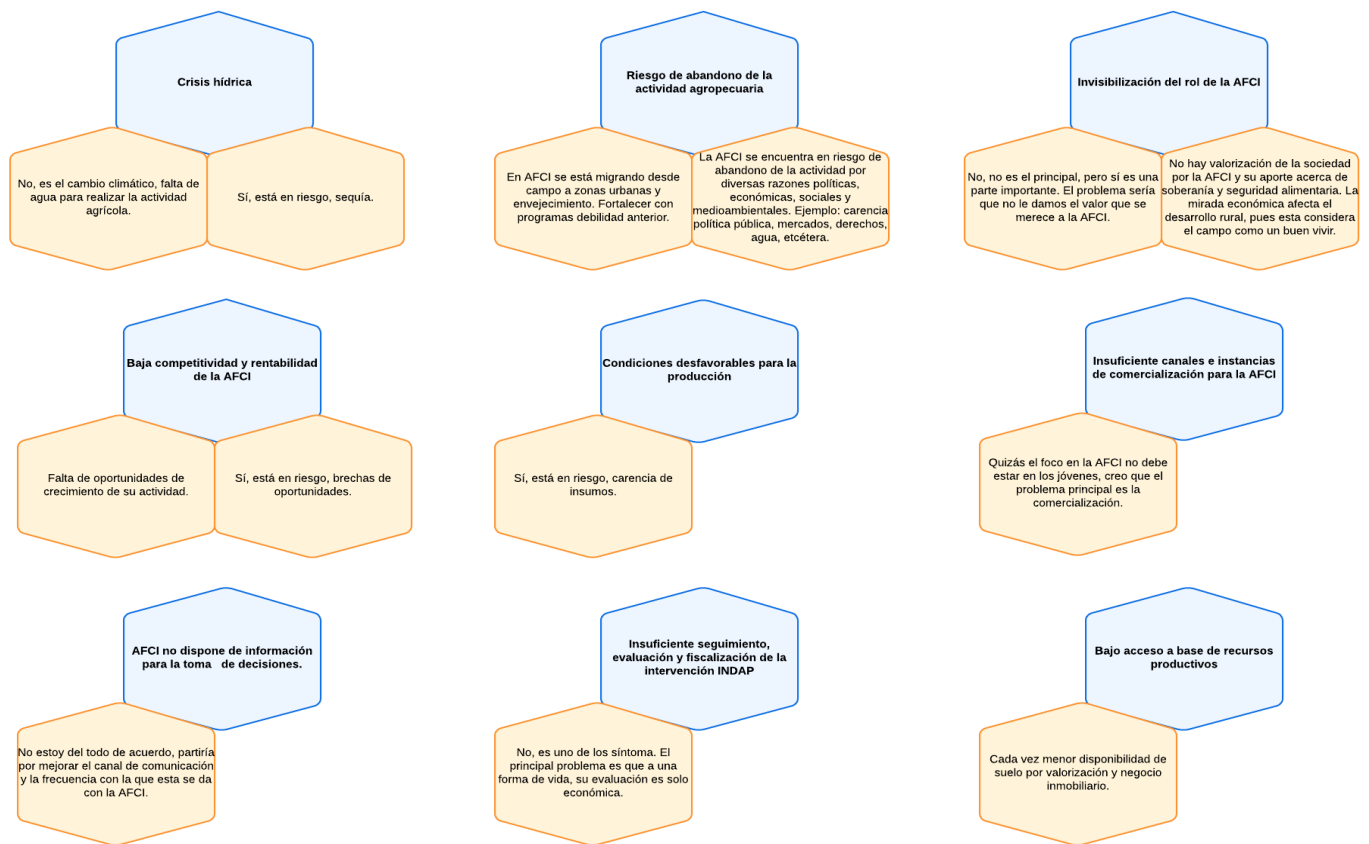 Crisis hídrica
No, es el cambio climático, falta de
agua para realizar la actividad
agrícola.
Sí, está en riesgo, sequía.
Riesgo de abandono de la
actividad agropecuaria
En AFCI se está migrando desde
campo a zonas urbanas y
envejecimiento. Fortalecer con
programas debilidad anterior.
La AFCI se encuentra en riesgo de
abandono de la actividad por
diversas razones políticas,
económicas, sociales y
medioambientales. Ejemplo: carencia
política pública, mercados, derechos,
agua, etcétera.
Invisibilización del rol de la AFCI
No, no es el principal, pero sí es una
parte importante. El problema sería
que no le damos el valor que se
merece a la AFCI.
No hay valorización de la sociedad
por la AFCI y su aporte acerca de
soberanía y seguridad alimentaria. La
mirada económica afecta el
desarrollo rural, pues esta considera
el campo como un buen vivir.
Baja competitividad y rentabilidad
de la AFCI
Falta de oportunidades de
crecimiento de su actividad.
Sí, está en riesgo, brechas de
oportunidades.
Condiciones desfavorables para la
producción
Sí, está en riesgo, carencia de
insumos.
Insuficiente canales e instancias
de comercialización para la AFCI
Quizás el foco en la AFCI no debe
estar en los jóvenes, creo que el
problema principal es la
comercialización.
AFCI no dispone de información
para la toma de decisiones.
No estoy del todo de acuerdo, partiría
por mejorar el canal de comunicación
y la frecuencia con la que esta se da
con la AFCI.
Insuficiente seguimiento,
evaluación y fiscalización de la
intervención INDAP
No, es uno de los síntoma. El
principal problema es que a una
forma de vida, su evaluación es solo
económica.
Bajo acceso a base de recursos
productivos
Cada vez menor disponibilidad de
suelo por valorización y negocio
inmobiliario.